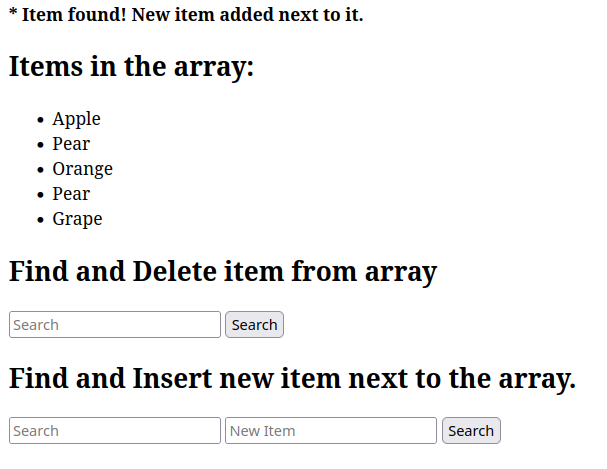 * Item found! New item added next to it.
Items in the array:
• Apple
• Pear
• Orange
• Pear
• Grape
Find and Delete item from array
Search Search
Find and Insert new item next to the array.
Search New Item Search